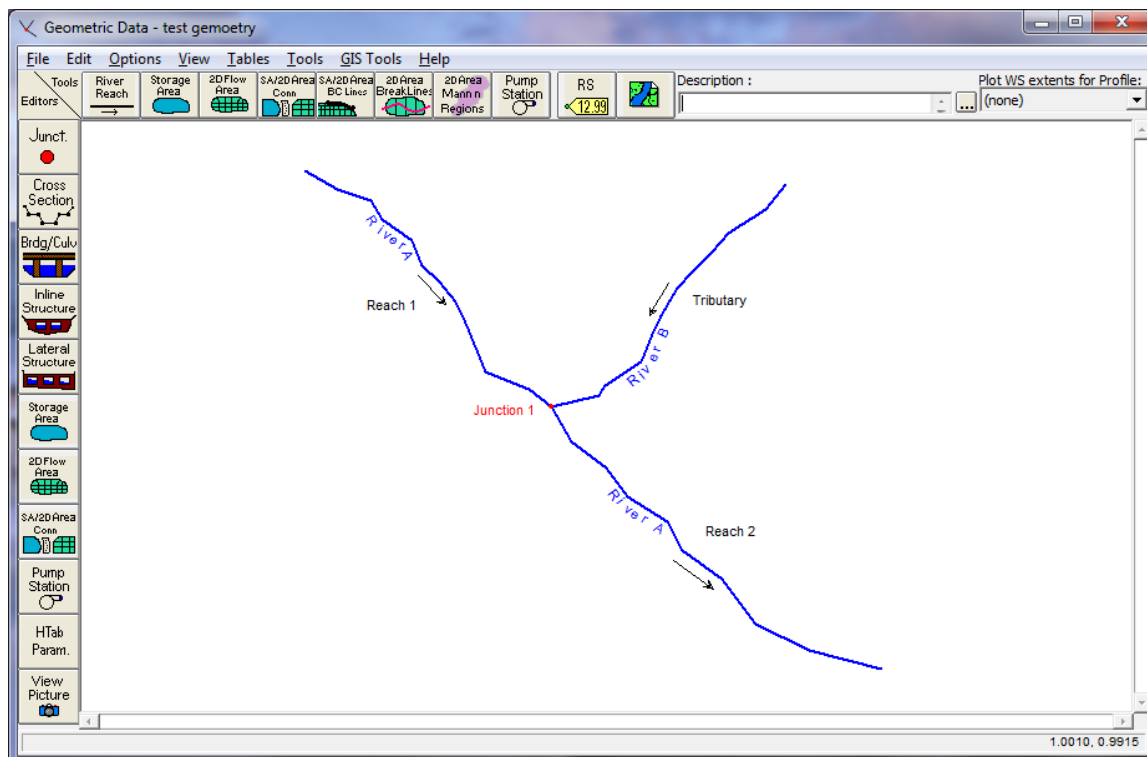 Geometric Data - test gemoetry
File Edit Options View Tables Tools GIS Tools Help
Tools
Editors
River
Reach
Storage
Area
2D Flow
Area
SA/2D Area
Conn
SA/2D Area
BC Lines
2D Area
BreakLines
2D Area
Mann n
Regions
Pump
Station
RS
12.99
Description :
...
Plot WS extents for Profile:
(none)
Junct.
Cross
Section
Brdg/Culv
Inline
Structure
Lateral
Structure
Storage
Area
2D Flow
Area
SA/2D Area
Conn
Pump
Station
HTab
Param.
View
Picture
River A
Reach 1
Tributary
River B
Junction 1
River A
Reach 2
1.0010, 0.9915